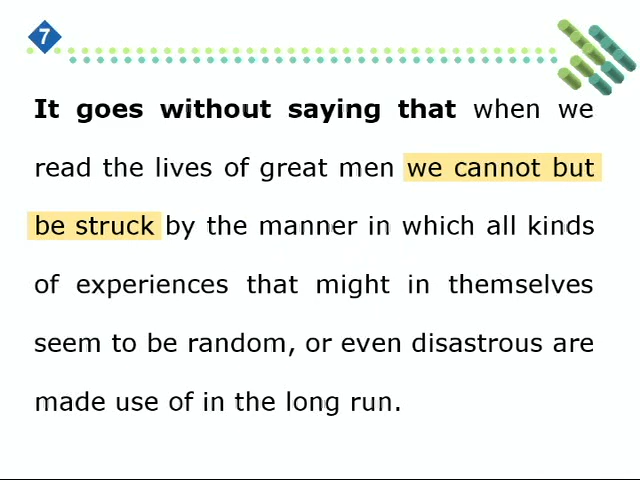 7
It goes without saying that when we
read the lives of great men we cannot but
be struck by the manner in which all kinds
of experiences that might in themselves
seem to be random, or even disastrous are
made use of in the long run.